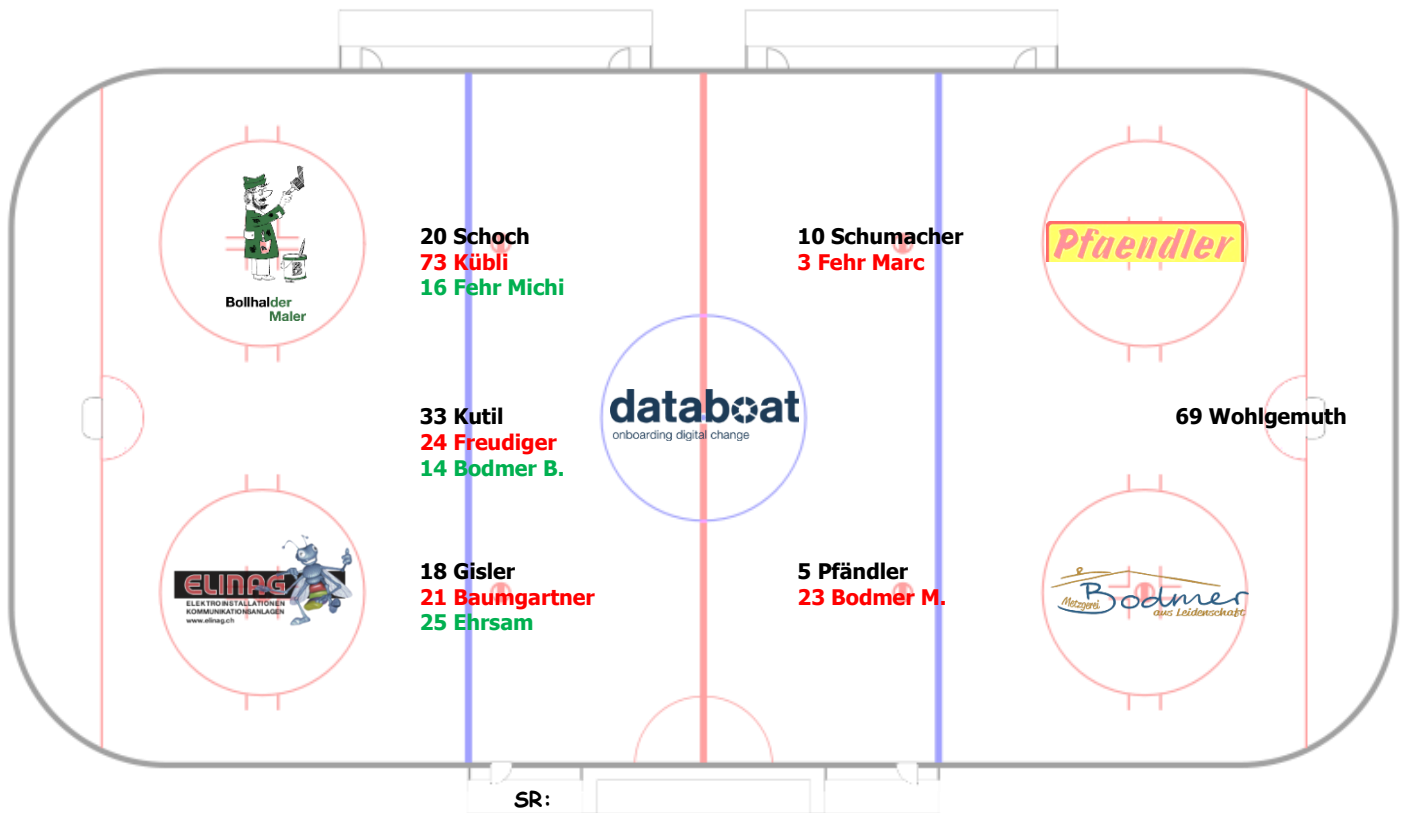 20 Schoch
73 Kübli
16 Fehr Michi
10 Schumacher
3 Fehr Marc
Pfaendler
Bollhalder
Maler
33 Kutil
24 Freudiger
14 Bodmer B.
databoat
onboarding digital change
69 Wohlgemuth
18 Gisler
21 Baumgartner
25 Ehrsam
5 Pfändler
23 Bodmer M.
ELINAG
ELEKTROINSTALLATIONEN
KOMMUNIKATIONSANLAGEN
www.elinag.ch
Metzgerei
Bodmer
aus Leidenschaft
SR: